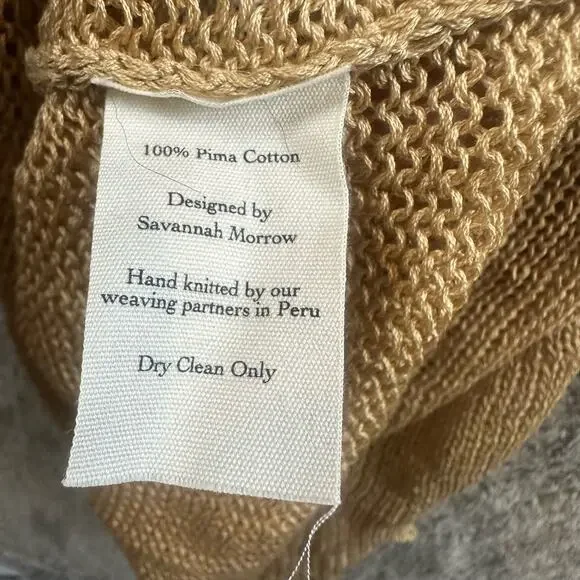 100% Pima Cotton
Designed by
Savannah Morrow
Hand knitted by our
weaving partners in Peru
Dry Clean Only